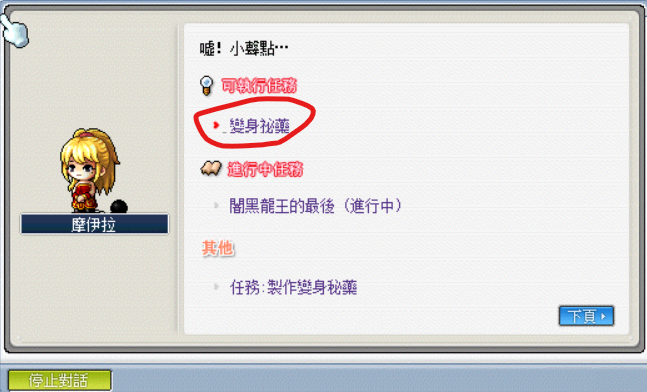 噓! 小聲點…
可執行任務
變身祕藥
進行中任務
闇黑龍王的最後 (進行中)
其他
任務:製作變身秘藥
摩伊拉
下頁
停止對話